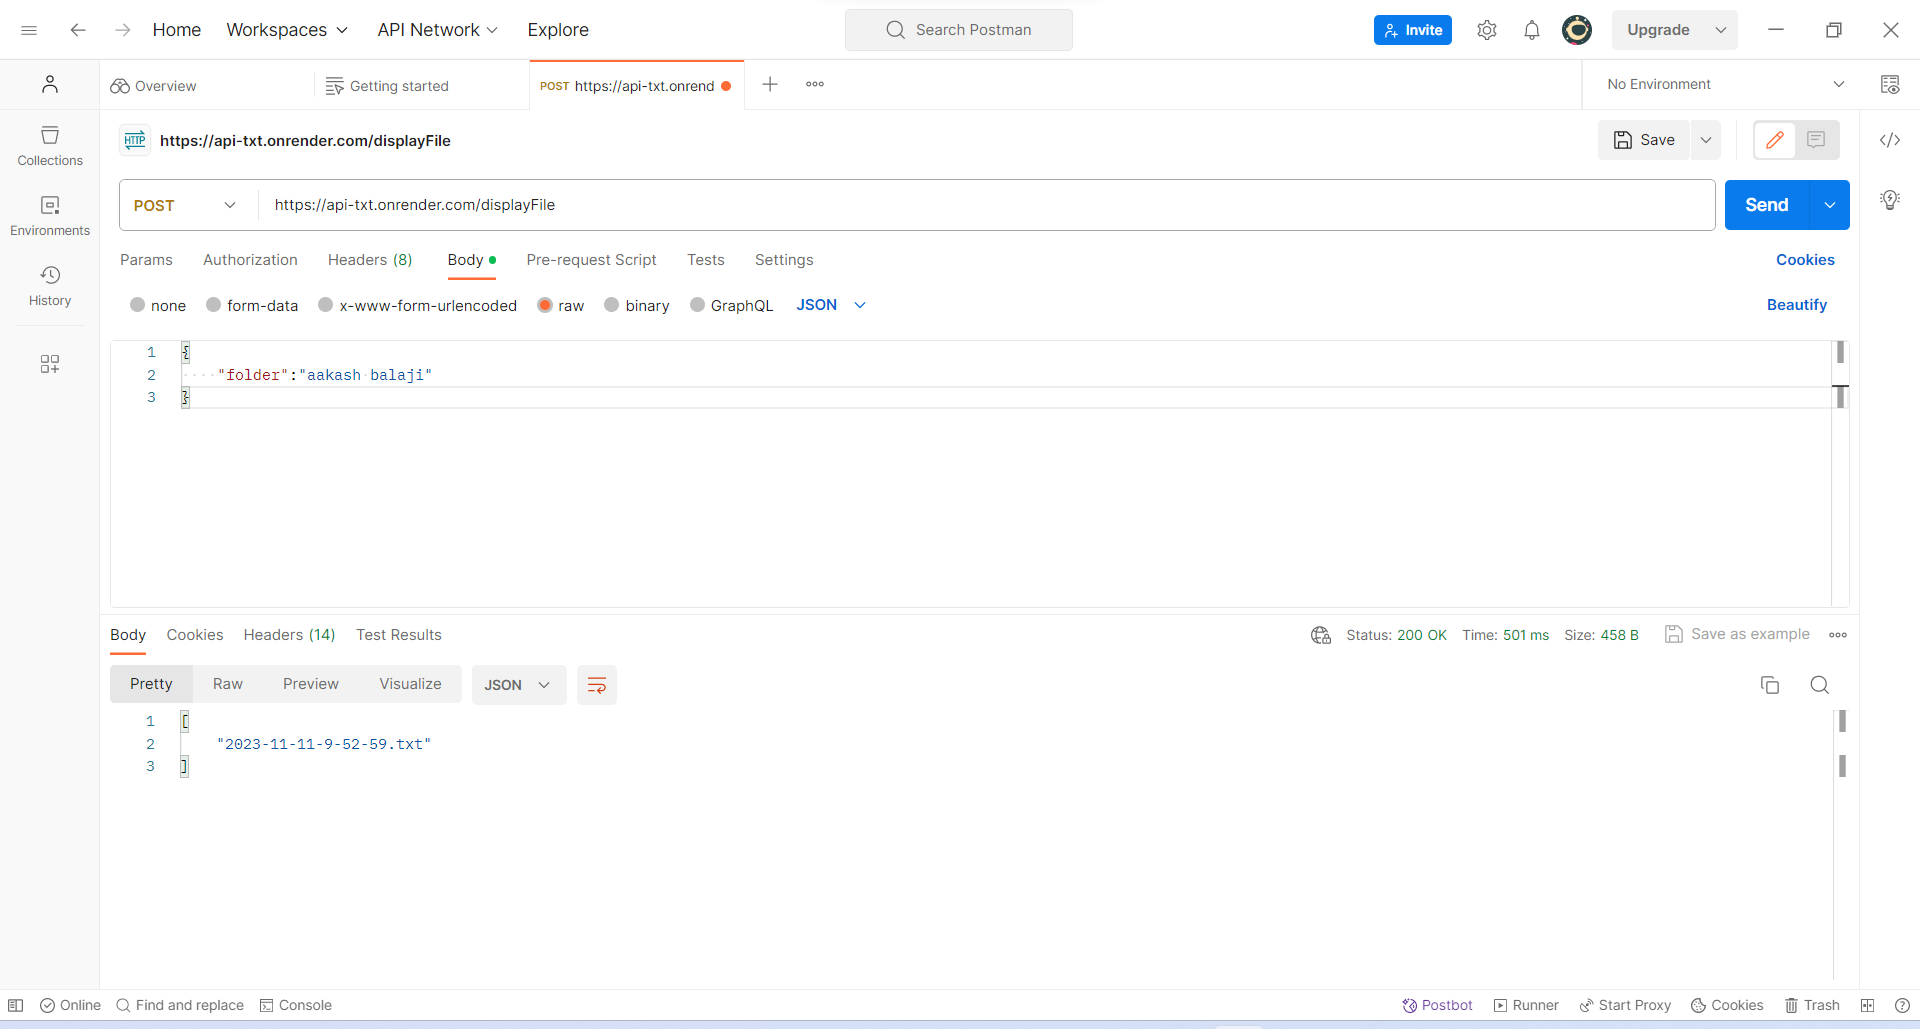 Home Workspaces API Network Explore Search Postman Invite Upgrade
Overview Getting started POST https://api-txt.onrend No Environment
HTTP https://api-txt.onrender.com/displayFile Save
Collections
POST https://api-txt.onrender.com/displayFile Send
Environments
Params Authorization Headers (8) Body Pre-request Script Tests Settings Cookies
History
none form-data x-www-form-urlencoded raw binary GraphQL JSON Beautify
1 {
2 "folder":"aakash balaji"
3 }
Body Cookies Headers (14) Test Results Status: 200 OK Time: 501 ms Size: 458 B Save as example
Pretty Raw Preview Visualize JSON
1 [
2 "2023-11-11-9-52-59.txt"
3 ]
Online Find and replace Console Postbot Runner Start Proxy Cookies Trash